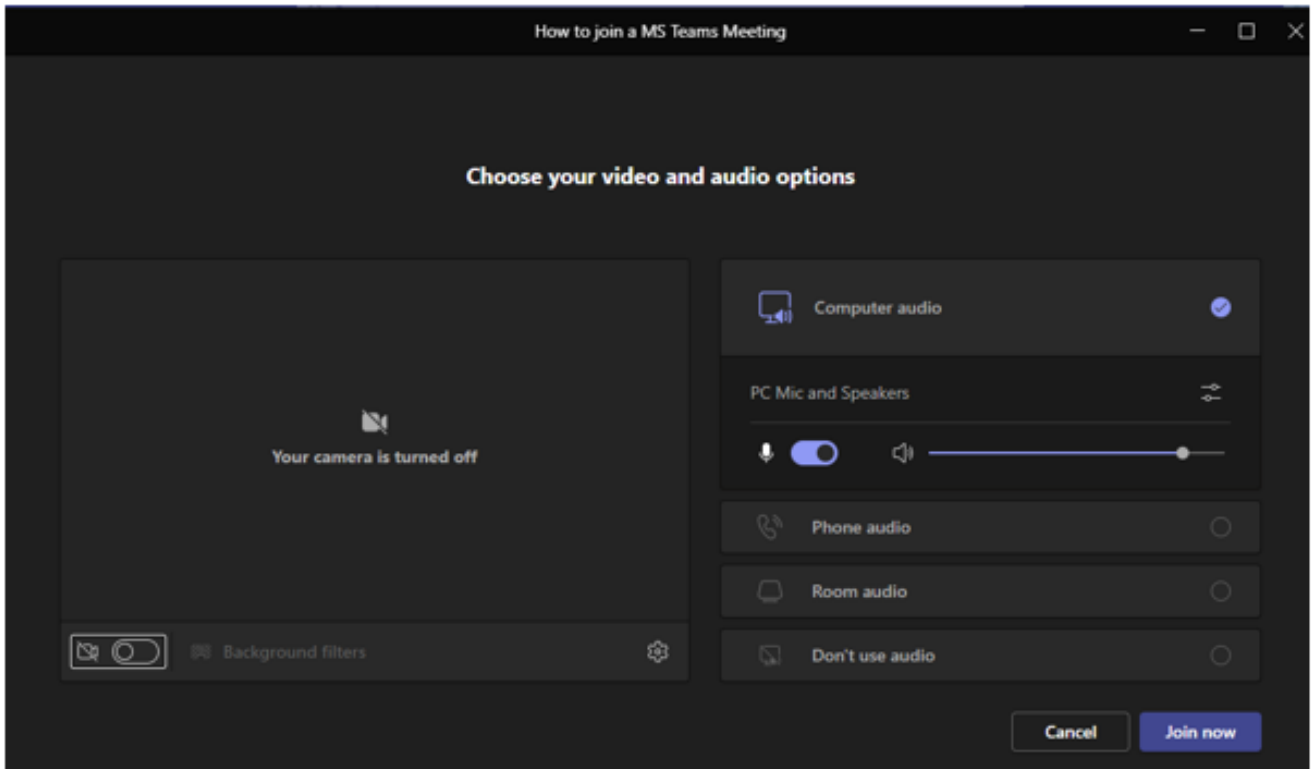 How to join a MS Teams Meeting
Choose your video and audio options
Your camera is turned off
Background filters
Computer audio
PC Mic and Speakers
Phone audio
Room audio
Don't use audio
Cancel
Join now